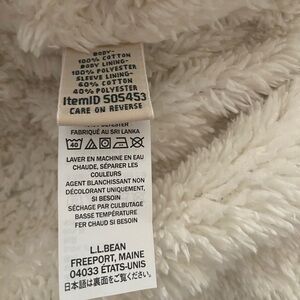 BODY-
100% COTTON
BODY LINING-
100% POLYESTER
SLEEVE LINING-
60% COTTON
40% POLYESTER
ItemID 505453
CARE ON REVERSE
POLYESTER
FABRIQUÉ AU SRI LANKA
40
LAVER EN MACHINE EN EAU
CHAUDE, SÉPARER LES
COULEURS
AGENT BLANCHISSANT NON
DÉCOLORANT UNIQUEMENT,
SI BESOIN
SÉCHAGE PAR CULBUTAGE
BASSE TEMPÉRATURE
FER CHAUD SI BESOIN
L.L.BEAN
FREEPORT, MAINE
04033 ÉTATS-UNIS
日本語は裏面をご覧ください